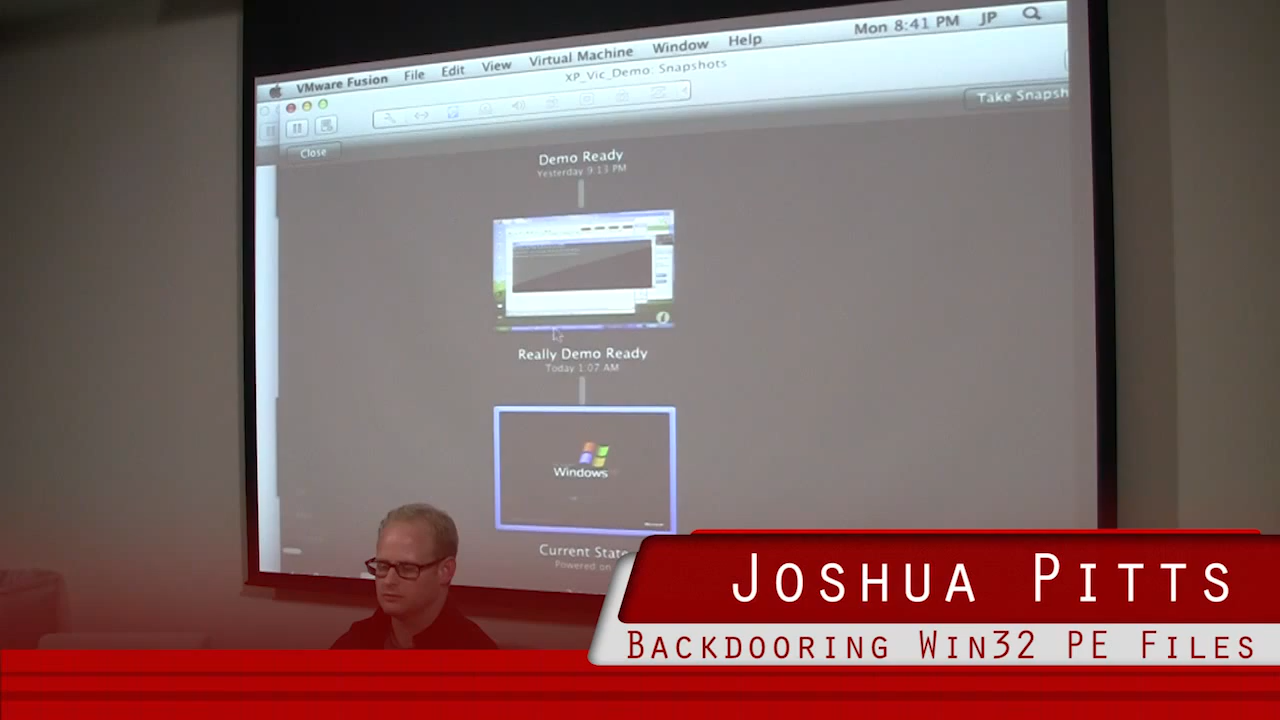 VMware Fusion File Edit View Virtual Machine Window Help Mon 8:41 PM JP
XP_Vic_Demo: Snapshots
Take Snapsh
Close
Demo Ready
Yesterday 9:13 PM
Really Demo Ready
Today 1:07 AM
Windows
Current State
Powered on
JOSHUA PITTS
BACKDOORING WIN32 PE FILES